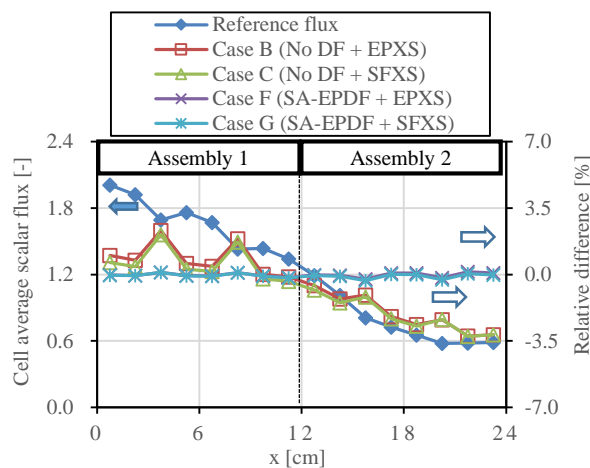 Reference flux
Case B (No DF + EPXS)
Case C (No DF + SFXS)
Case F (SA-EPDF + EPXS)
Case G (SA-EPDF + SFXS)
2.4
1.8
1.2
0.6
0.0
Cell average scalar flux [-]
Assembly 1
Assembly 2
7.0
3.5
0.0
-3.5
-7.0
Relative difference [%]
0
6
12
18
24
x [cm]